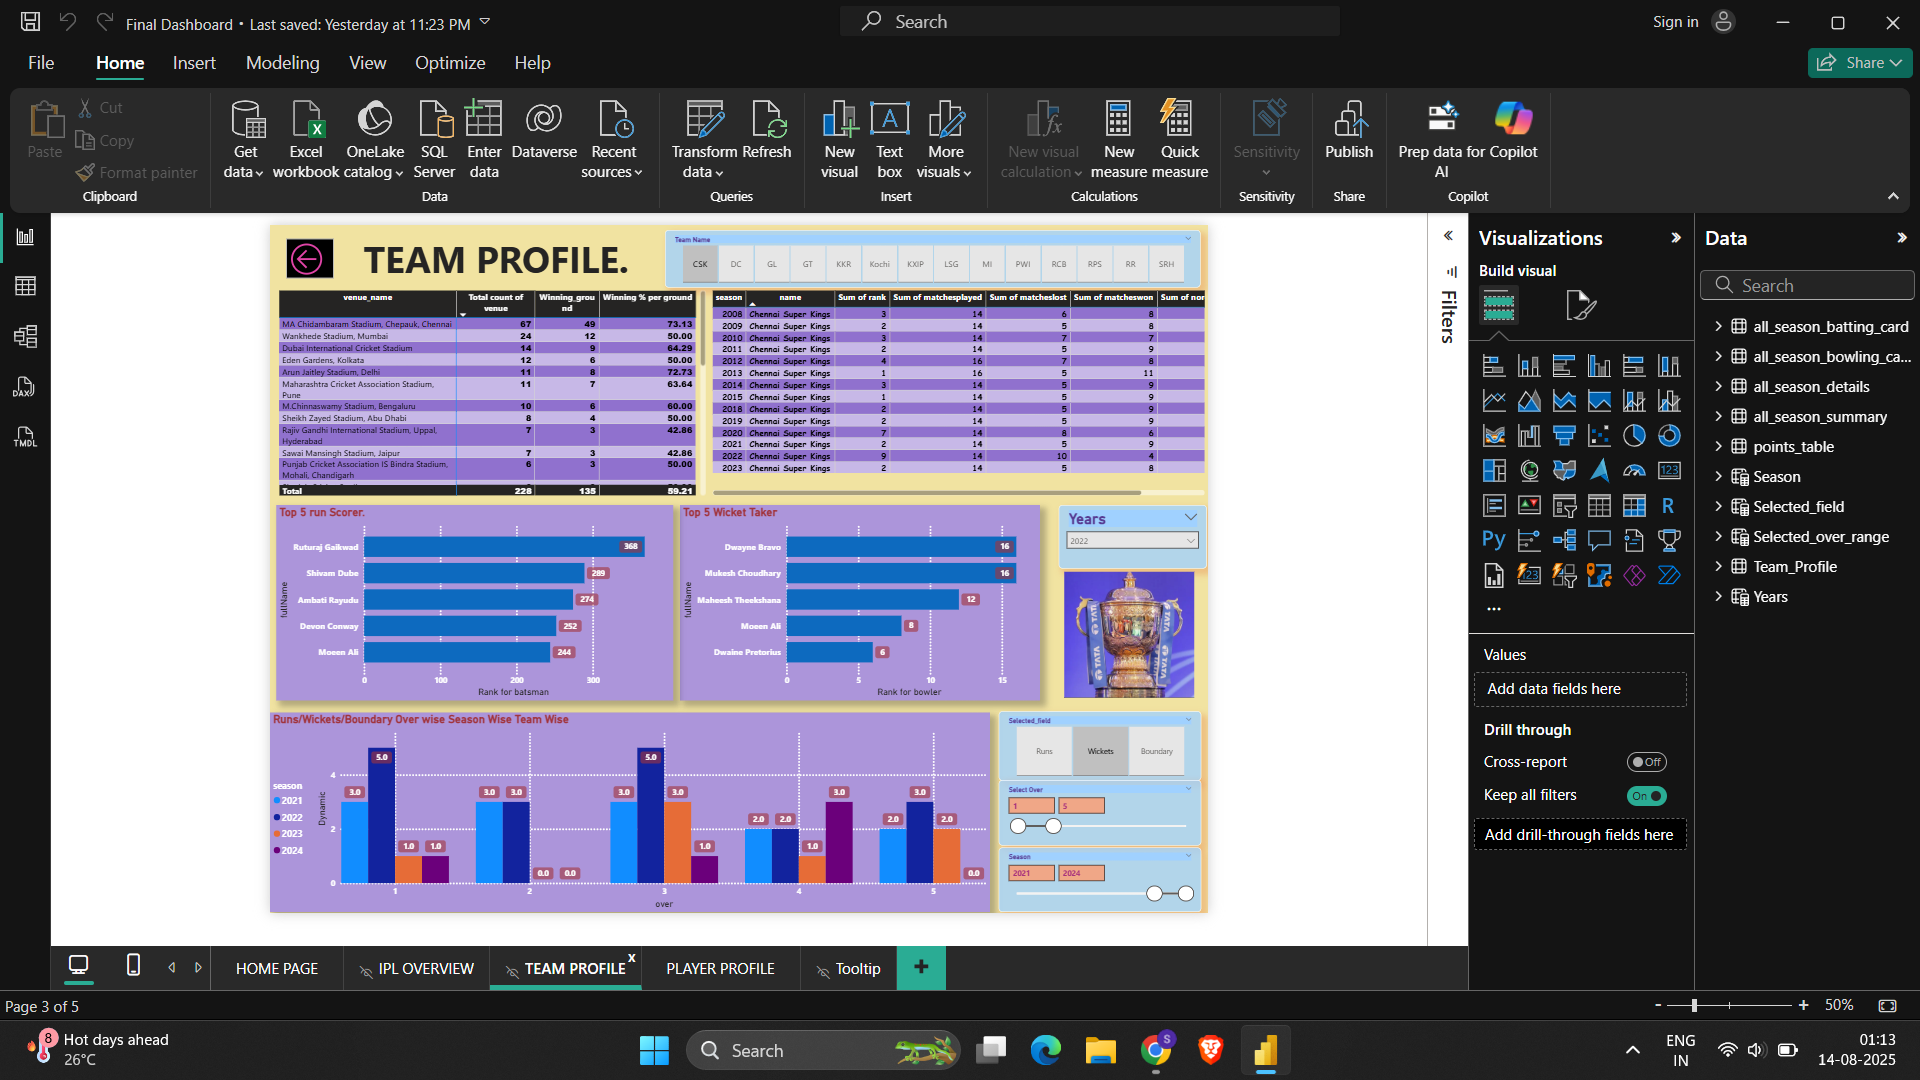 Final Dashboard • Last saved: Yesterday at 11:23 PM
Search
Sign in
File
Home
Insert
Modeling
View
Optimize
Help
Share
Paste
Cut
Copy
Format painter
Clipboard
Get data
Excel workbook
OneLake catalog
SQL Server
Enter data
Dataverse
Recent sources
Data
Transform data
Refresh
Queries
New visual
Text box
More visuals
Insert
New visual calculation
New measure
Quick measure
Calculations
Sensitivity
Sensitivity
Publish
Share
Prep data for AI
Copilot
Copilot
TEAM PROFILE.
Team Name
CSK DC GL GT KKR Kochi KXIP LSG MI PWI RCB RPS RR SRH
venue_name Total count of venue Winning_grou nd Winning % per ground
MA Chidambaram Stadium, Chepauk, Chennai 67 49 73.13
Wankhede Stadium, Mumbai 24 12 50.00
Dubai International Cricket Stadium 14 9 64.29
Eden Gardens, Kolkata 12 6 50.00
Arun Jaitley Stadium, Delhi 11 8 72.73
Maharashtra Cricket Association Stadium, Pune 11 7 63.64
M.Chinnaswamy Stadium, Bengaluru 10 6 60.00
Sheikh Zayed Stadium, Abu Dhabi 8 4 50.00
Rajiv Gandhi International Stadium, Uppal, Hyderabad 7 3 42.86
Sawai Mansingh Stadium, Jaipur 7 3 42.86
Punjab Cricket Association IS Bindra Stadium, Mohali, Chandigarh 6 3 50.00
Total 228 135 59.21
season name Sum of rank Sum of matchesplayed Sum of matcheslost Sum of matcheswon Sum of nor
2008 Chennai Super Kings 3 14 6 8
2009 Chennai Super Kings 2 14 5 8
2010 Chennai Super Kings 3 14 7 7
2011 Chennai Super Kings 2 14 5 9
2012 Chennai Super Kings 4 16 7 8
2013 Chennai Super Kings 1 16 5 11
2014 Chennai Super Kings 3 14 5 9
2015 Chennai Super Kings 1 14 5 9
2018 Chennai Super Kings 2 14 5 9
2019 Chennai Super Kings 2 14 5 9
2020 Chennai Super Kings 7 14 8 6
2021 Chennai Super Kings 2 14 5 9
2022 Chennai Super Kings 9 14 10 4
2023 Chennai Super Kings 2 14 5 8
Top 5 run Scorer.
fullName
Ruturaj Gaikwad 368
Shivam Dube 289
Ambati Rayudu 274
Devon Conway 252
Moeen Ali 244
0 100 200 300
Rank for batsman
Top 5 Wicket Taker
fullName
Dwayne Bravo 16
Mukesh Choudhary 16
Maheesh Theekshana 12
Moeen Ali 8
Dwaine Pretorius 6
0 5 10 15
Rank for bowler
Years
2022
TATA
TATA
TATA
Runs/Wickets/Boundary Over wise Season Wise Team Wise
season
2021
2022
2023
2024
Dynamic
4
2
0
3.0 5.0 1.0 1.0
3.0 3.0 0.0 0.0
3.0 5.0 3.0 1.0
2.0 2.0 1.0 3.0
2.0 3.0 2.0 0.0
1 2 3 4 5
over
Selected_field
Runs Wickets Boundary
Select Over
1 5
Season
2021 2024
Filters
Visualizations
Build visual
123
R
Py
123
Values
Add data fields here
Drill through
Cross-report Off
Keep all filters On
Add drill-through fields here
Data
Search
all_season_batting_card
all_season_bowling_ca...
all_season_details
all_season_summary
points_table
Season
Selected_field
Selected_over_range
Team_Profile
Years
DAX
TMDL
HOME PAGE
IPL OVERVIEW
TEAM PROFILE x
PLAYER PROFILE
Tooltip
+
Page 3 of 5
- + 50%
8
Hot days ahead
26°C
Search
S
ENG
IN
01:13
14-08-2025